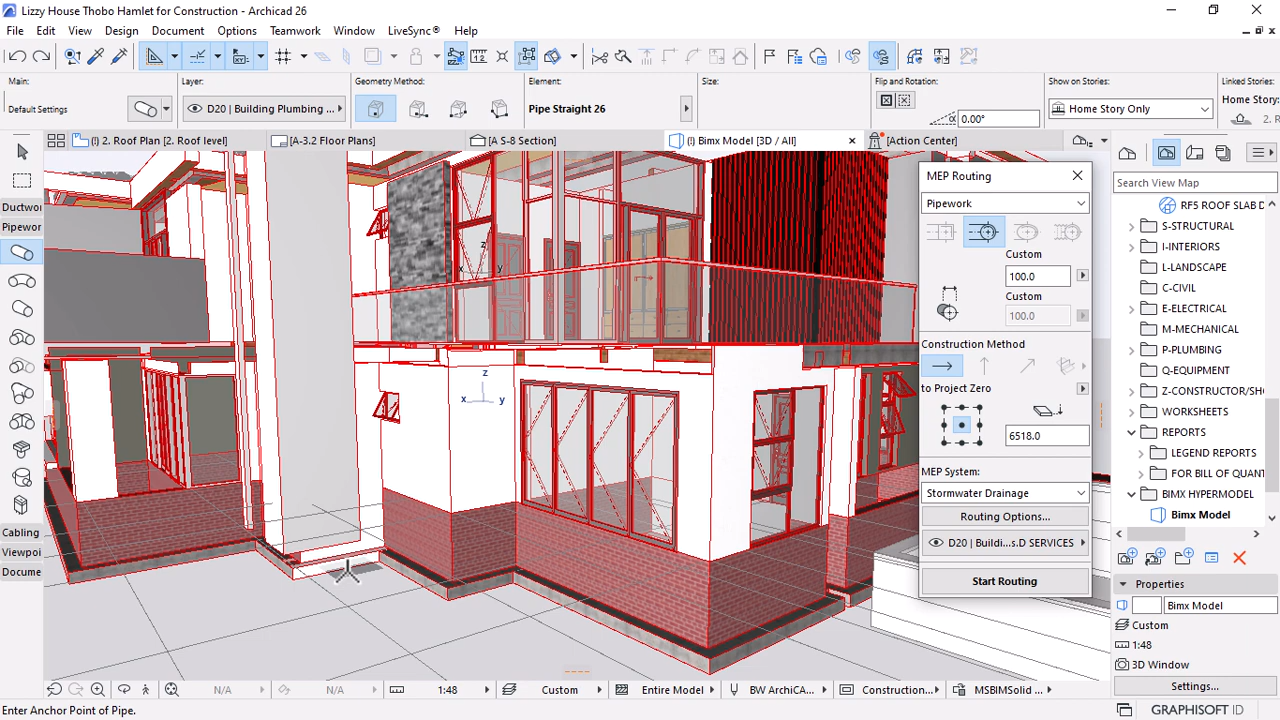 Lizzy House Thobo Hamlet for Construction - Archicad 26
File Edit View Design Document Options Teamwork Window LiveSync® Help
Main: Layer: Geometry Method: Element: Size: Flip and Rotation: Show on Stories: Linked Stories:
Default Settings D20 | Building Plumbing ... Pipe Straight 26 0.00° Home Story Only Home Story:
2. R
(!) 2. Roof Plan [2. Roof level] [A-3.2 Floor Plans] [A S-8 Section] (!) Bimx Model [3D / All] [Action Center]
Ductwo
Pipewor
Cabling
Viewpoi
Docume
z
x y
z
x y
MEP Routing
Pipework
Custom
100.0
Custom
100.0
Construction Method
to Project Zero
6518.0
MEP System:
Stormwater Drainage
Routing Options...
D20 | Buildi...s.D SERVICES
Start Routing
Search View Map
RF5 ROOF SLAB D
S-STRUCTURAL
I-INTERIORS
L-LANDSCAPE
C-CIVIL
E-ELECTRICAL
M-MECHANICAL
P-PLUMBING
Q-EQUIPMENT
Z-CONSTRUCTOR/SH
WORKSHEETS
REPORTS
LEGEND REPORTS
FOR BILL OF QUANT
BIMX HYPERMODEL
Bimx Model
Properties
Bimx Model
Custom
1:48
3D Window
Settings...
N/A N/A 1:48 Custom Entire Model BW ArchiCA... Construction... MSBIMSolid ...
Enter Anchor Point of Pipe.
GRAPHISOFT ID